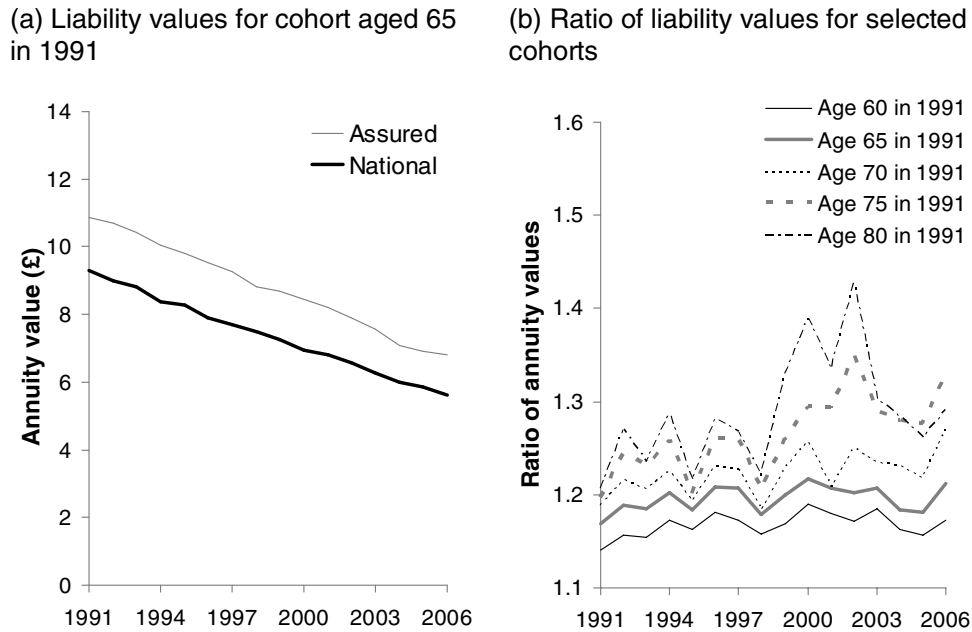 (a) Liability values for cohort aged 65
in 1991
(b) Ratio of liability values for selected
cohorts
Annuity value (£)
14
12
10
8
6
4
2
0
1991 1994 1997 2000 2003 2006
Assured
National
Ratio of annuity values
1.6
1.5
1.4
1.3
1.2
1.1
1991 1994 1997 2000 2003 2006
Age 60 in 1991
Age 65 in 1991
Age 70 in 1991
Age 75 in 1991
Age 80 in 1991